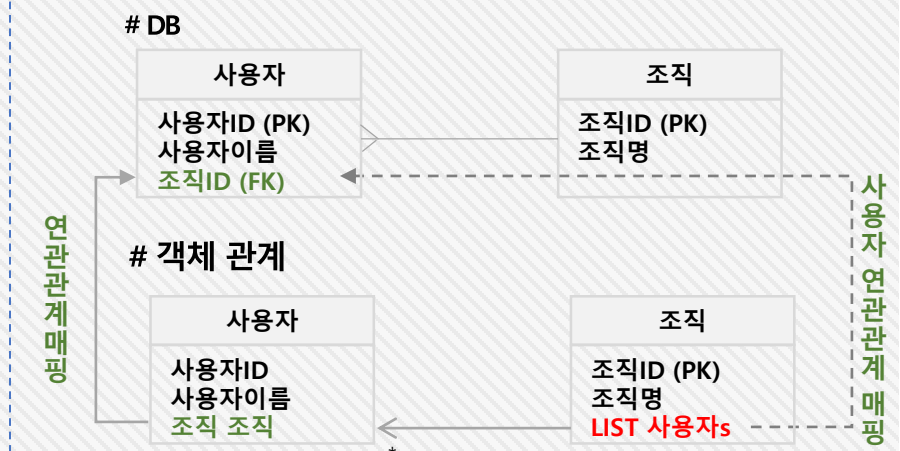 # DB
사용자
사용자ID (PK)
사용자이름
조직ID (FK)
조직
조직ID (PK)
조직명
연관관계매핑
사용자 연관관계 매핑
# 객체 관계
사용자
사용자ID
사용자이름
조직 조직
*
조직
조직ID (PK)
조직명
LIST 사용자s